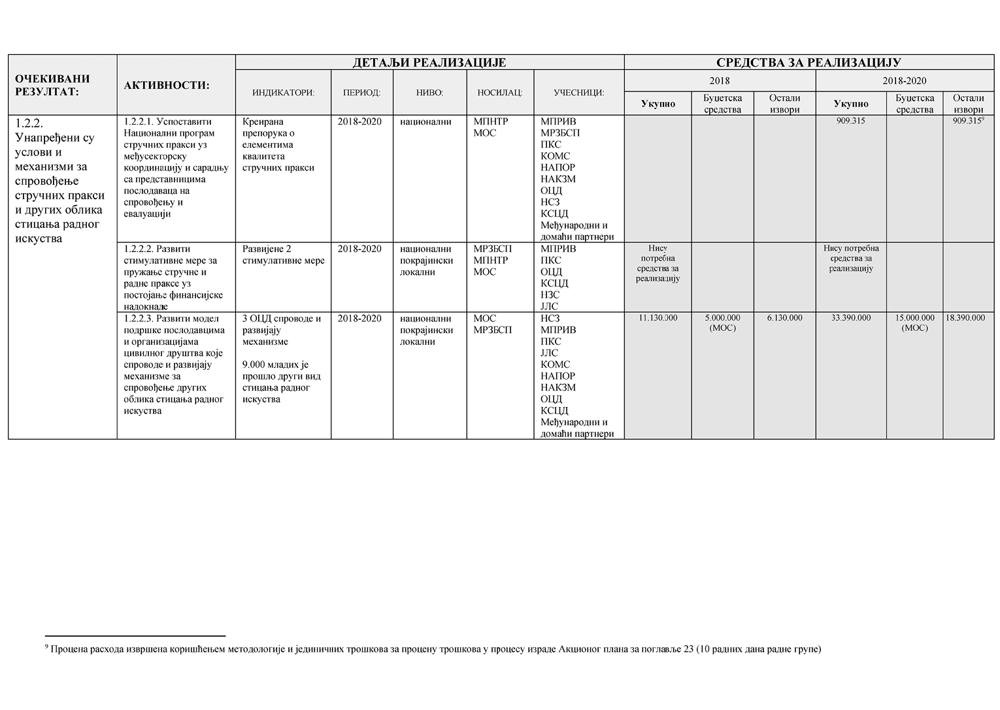 ОЧЕКИВАНИ
РЕЗУЛТАТ:
АКТИВНОСТИ:
ДЕТАЉИ РЕАЛИЗАЦИЈЕ
СРЕДСТВА ЗА РЕАЛИЗАЦИЈУ
ИНДИКАТОРИ:
ПЕРИОД:
НИВО:
НОСИЛАЦ:
УЧЕСНИЦИ:
2018
2018-2020
Укупно
Буџетска
средства
Остали
извори
Укупно
Буџетска
средства
Остали
извори
1.2.2.
Унапређени су
услови и
механизми за
спровођење
стручних пракси
и других облика
стицања радног
искуства
1.2.2.1. Успоставити
Национални програм
стручних пракси уз
међусекторску
координацију и сарадњу
са представницима
послодаваца на
спровођењу и
евалуацији
Креирана
препорука о
елементима
квалитета
стручних пракси
2018-2020
национални
МПНТР
МОС
МПРИВ
МРЗБСП
ПКС
КОМС
НАПОР
НАКЗМ
ОЦД
НСЗ
КСЦД
Међународни и
домаћи партнери
909.315
909.315⁹
1.2.2.2. Развити
стимулативне мере за
пружање стручне и
радне праксе уз
постојање финансијске
надокнаде
Развијене 2
стимулативне мере
2018-2020
национални
покрајински
локални
МРЗБСП
МПНТР
МОС
МПРИВ
ПКС
ОЦД
КСЦД
НЗС
ЈЛС
Нису
потребна
средства за
реализацију
Нису потребна
средства за
реализацију
1.2.2.3. Развити модел
подршке послодавцима
и организацијама
цивилног друштва које
спроводе и развијају
механизме за
спровођење других
облика стицања радног
искуства
3 ОЦД спроводе и
развијају
механизме
9.000 младих је
прошло други вид
стицања радног
искуства
2018-2020
национални
покрајински
локални
МОС
МРЗБСП
НСЗ
МПРИВ
ПКС
ЈЛС
КОМС
НАПОР
НАКЗМ
ОЦД
КСЦД
Међународни и
домаћи партнери
11.130.000
5.000.000
(МОС)
6.130.000
33.390.000
15.000.000
(МОС)
18.390.000
⁹ Процена расхода извршена коришћењем методологије и јединичних трошкова за процену трошкова у процесу израде Акционог плана за поглавље 23 (10 радних дана радне групе)